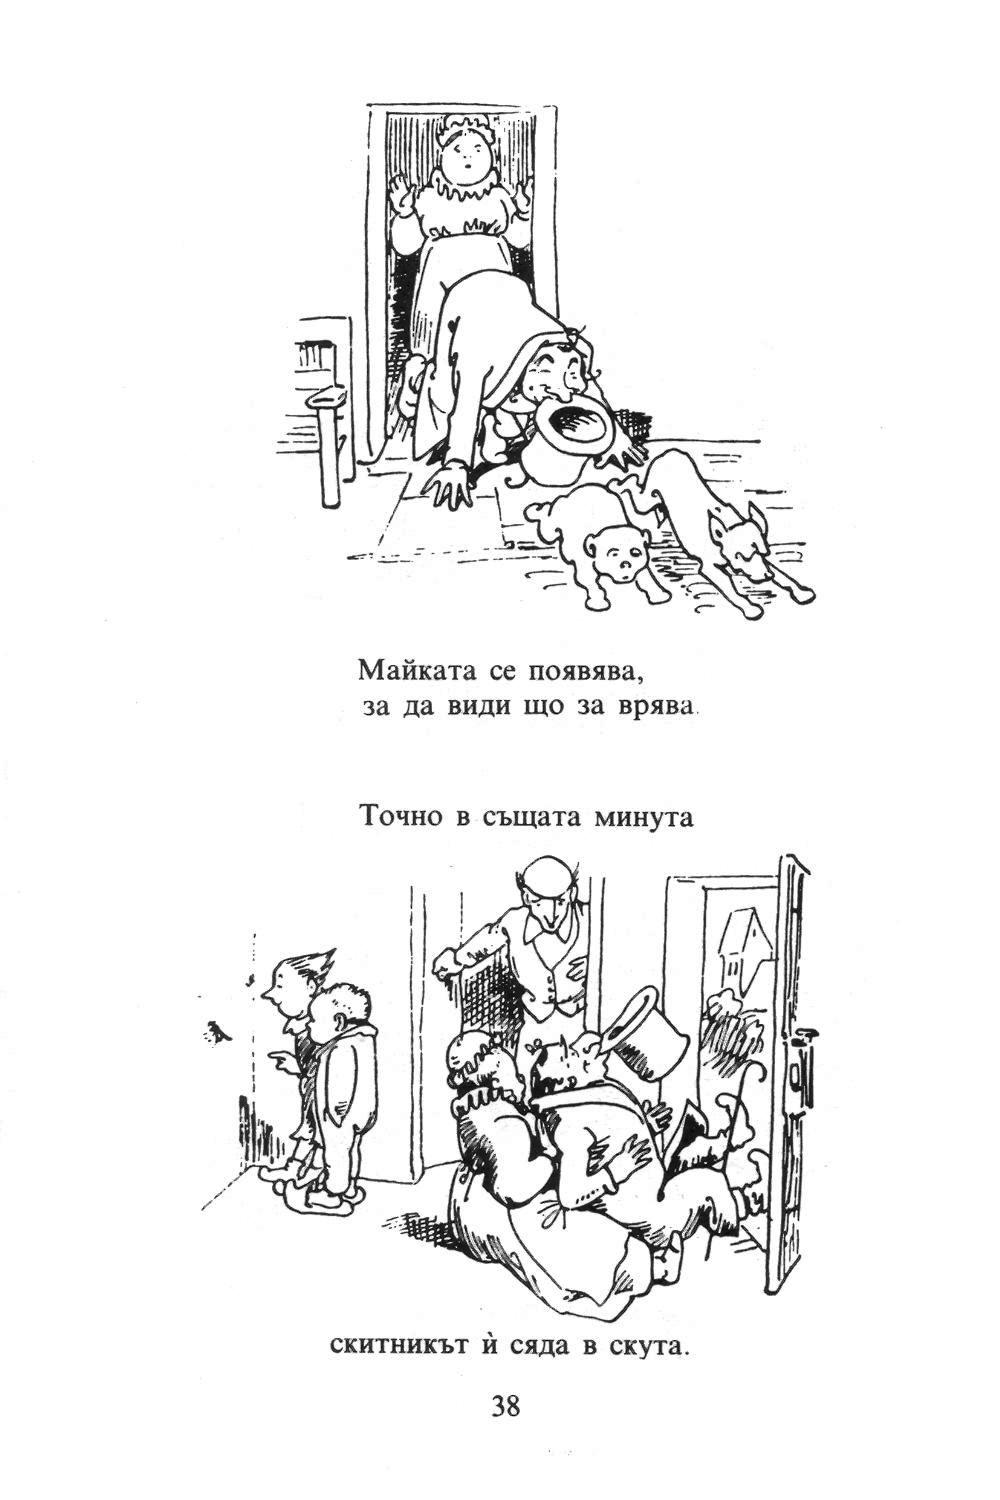 Майката се появява,
за да види що за врява.
Точно в същата минута
скитникът ѝ сяда в скута.
38